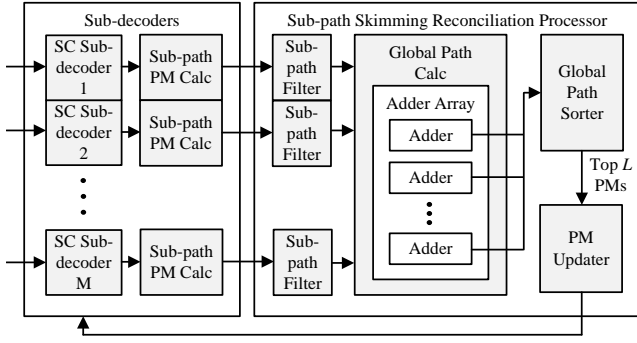 Sub-decoders
Sub-path Skimming Reconciliation Processor
SC Sub-
decoder
1
Sub-path
PM Calc
Sub-
path
Filter
Global Path
Calc
Adder Array
Adder
Adder
Adder
Global
Path
Sorter
SC Sub-
decoder
2
Sub-path
PM Calc
Sub-
path
Filter
Top L
PMs
SC Sub-
decoder
M
Sub-path
PM Calc
Sub-
path
Filter
PM
Updater